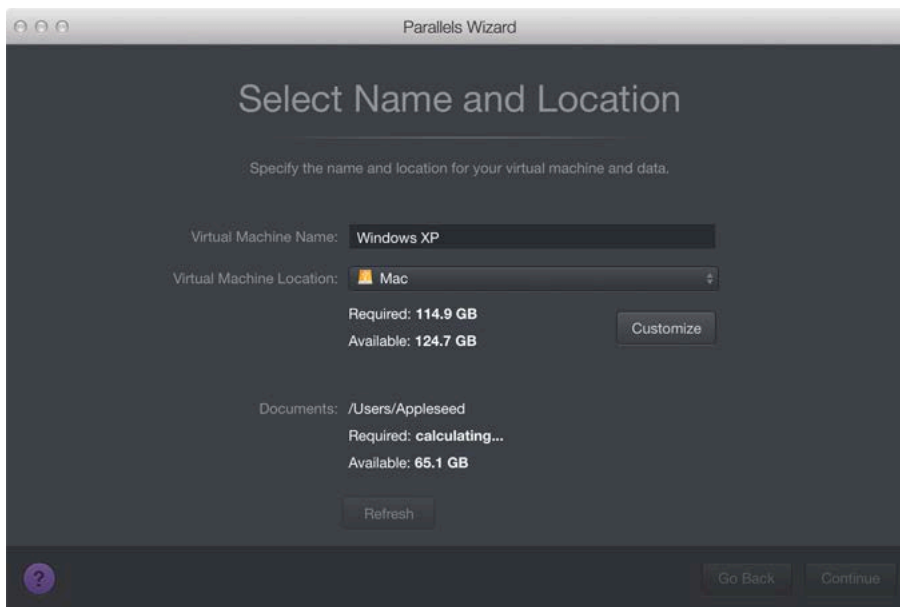 Parallels Wizard
Select Name and Location
Specify the name and location for your virtual machine and data.
Virtual Machine Name: Windows XP
Virtual Machine Location: Mac
Required: 114.9 GB
Available: 124.7 GB
Customize
Documents: /Users/Appleseed
Required: calculating...
Available: 65.1 GB
Refresh
? Go Back Continue